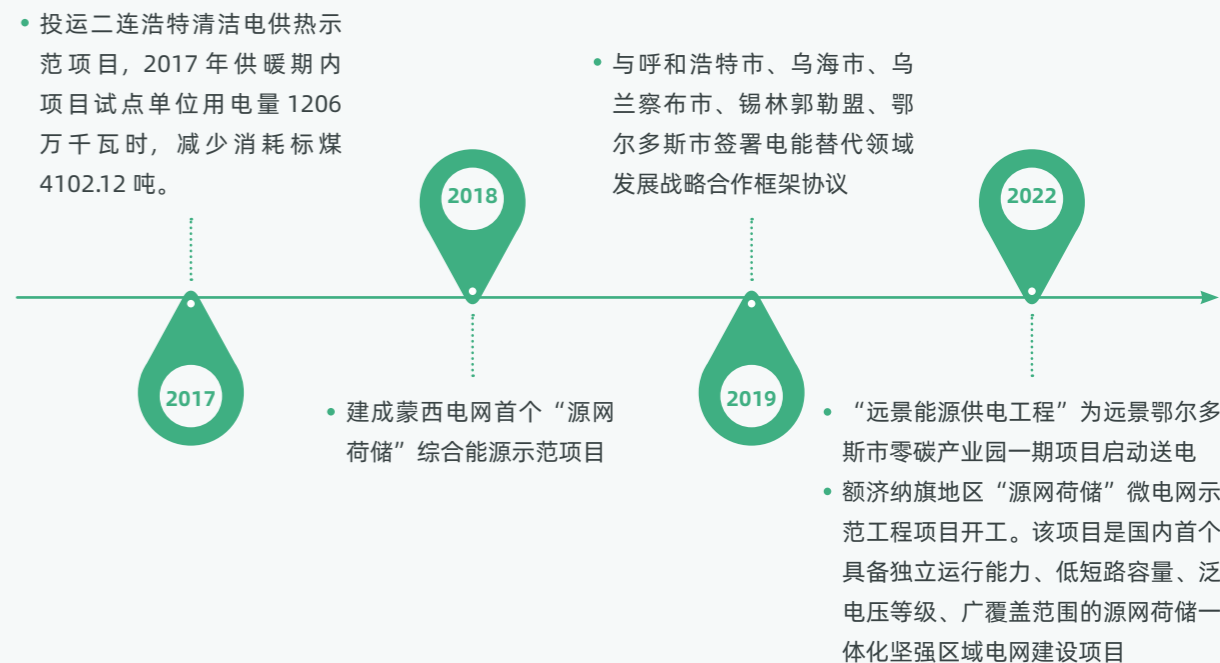 投运二连浩特清洁电供热示
范项目，2017 年供暖期内
项目试点单位用电量 1206
万千瓦时，减少消耗标煤
4102.12 吨。
2017
2018
建成蒙西电网首个“源网
荷储”综合能源示范项目
与呼和浩特市、乌海市、乌
兰察布市、锡林郭勒盟、鄂
尔多斯市签署电能替代领域
发展战略合作框架协议
2019
2022
“远景能源供电工程”为远景鄂尔多
斯市零碳产业园一期项目启动送电
额济纳旗地区“源网荷储”微电网示
范工程项目开工。该项目是国内首个
具备独立运行能力、低短路容量、泛
电压等级、广覆盖范围的源网荷储一
体化坚强区域电网建设项目